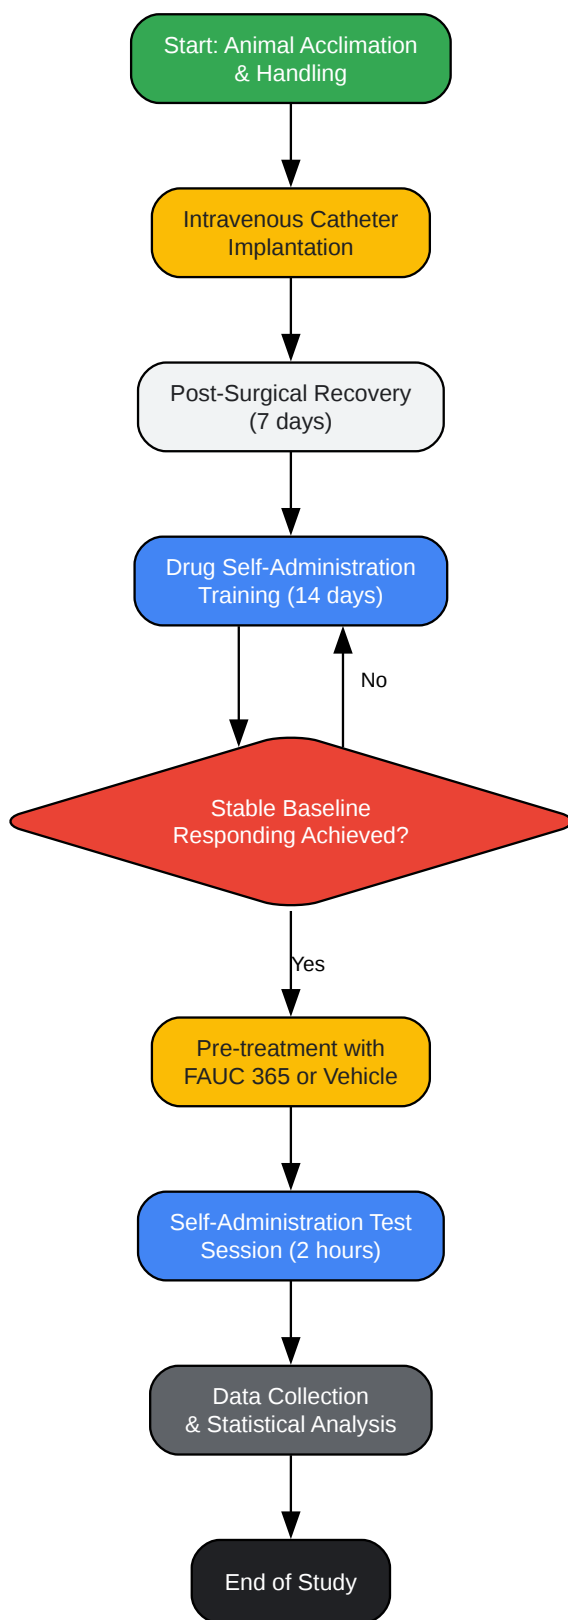 Start: Animal Acclimation
& Handling
Intravenous Catheter
Implantation
Post-Surgical Recovery
(7 days)
Drug Self-Administration
Training (14 days)
No
Stable Baseline
Responding Achieved?
Yes
Pre-treatment with
FAUC 365 or Vehicle
Self-Administration Test
Session (2 hours)
Data Collection
& Statistical Analysis
End of Study